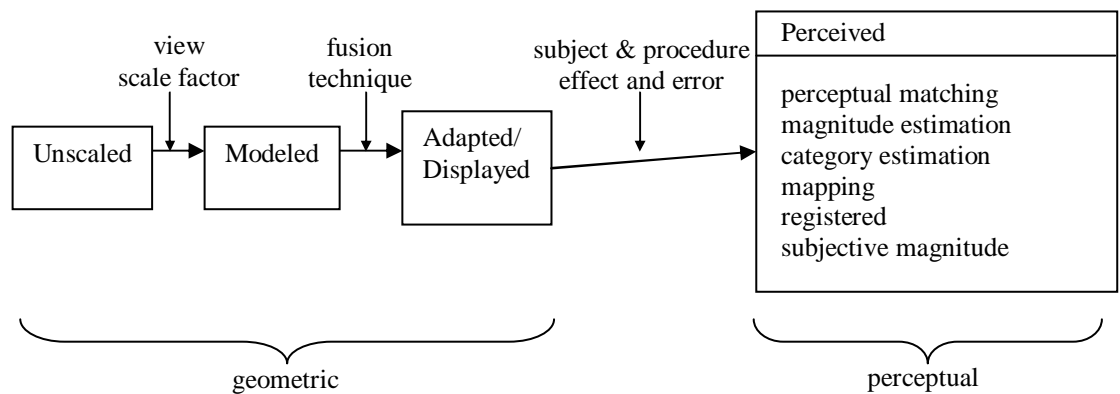 view
scale factor
fusion
technique
subject & procedure
effect and error
Unscaled
Modeled
Adapted/
Displayed
Perceived
perceptual matching
magnitude estimation
category estimation
mapping
registered
subjective magnitude
geometric
perceptual